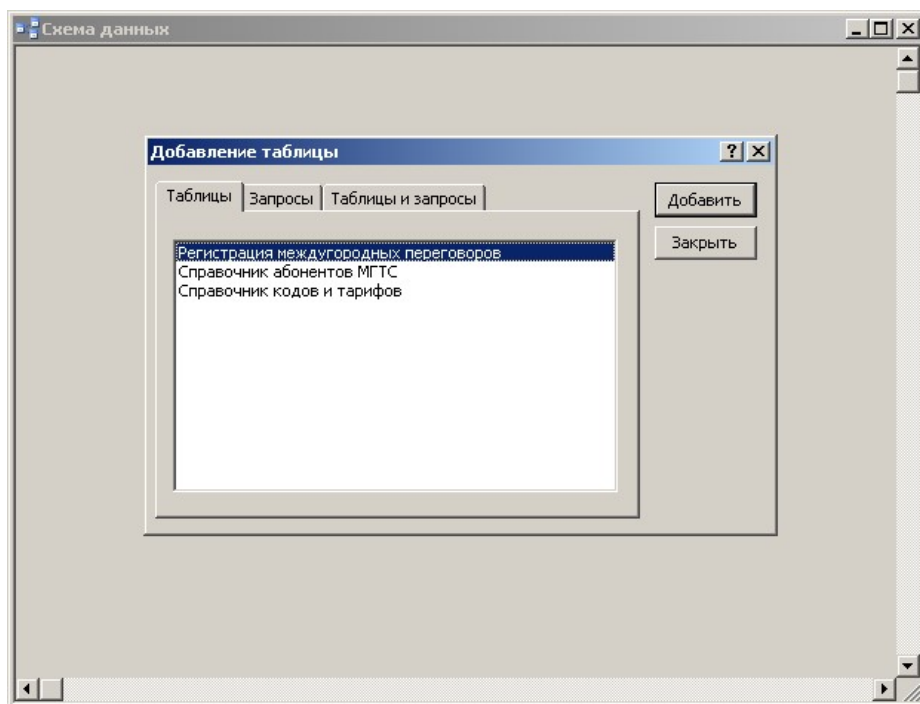 Схема данных
Добавление таблицы
Таблицы Запросы Таблицы и запросы
Добавить
Закрыть
Регистрация междугородных переговоров
Справочник абонентов МГТС
Справочник кодов и тарифов